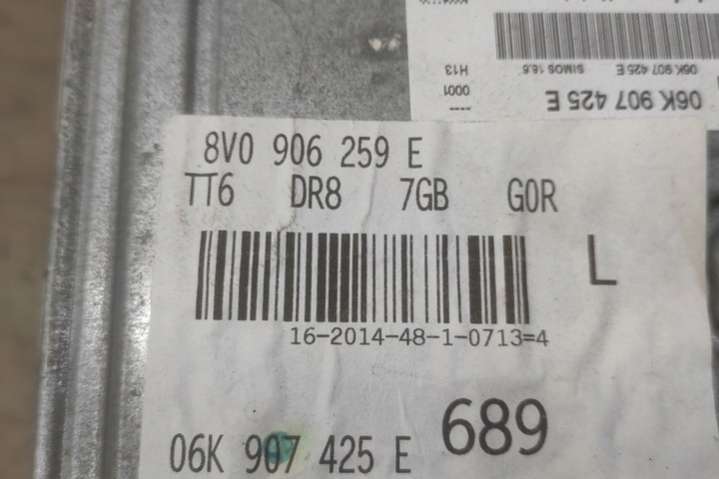 06K 907 425 E
0001
06K 907 425 E SIMOS 18.6 H13
8V0 906 259 E
TT6 DR8 7GB G0R
L
16-2014-48-1-0713=4
689
06K 907 425 E